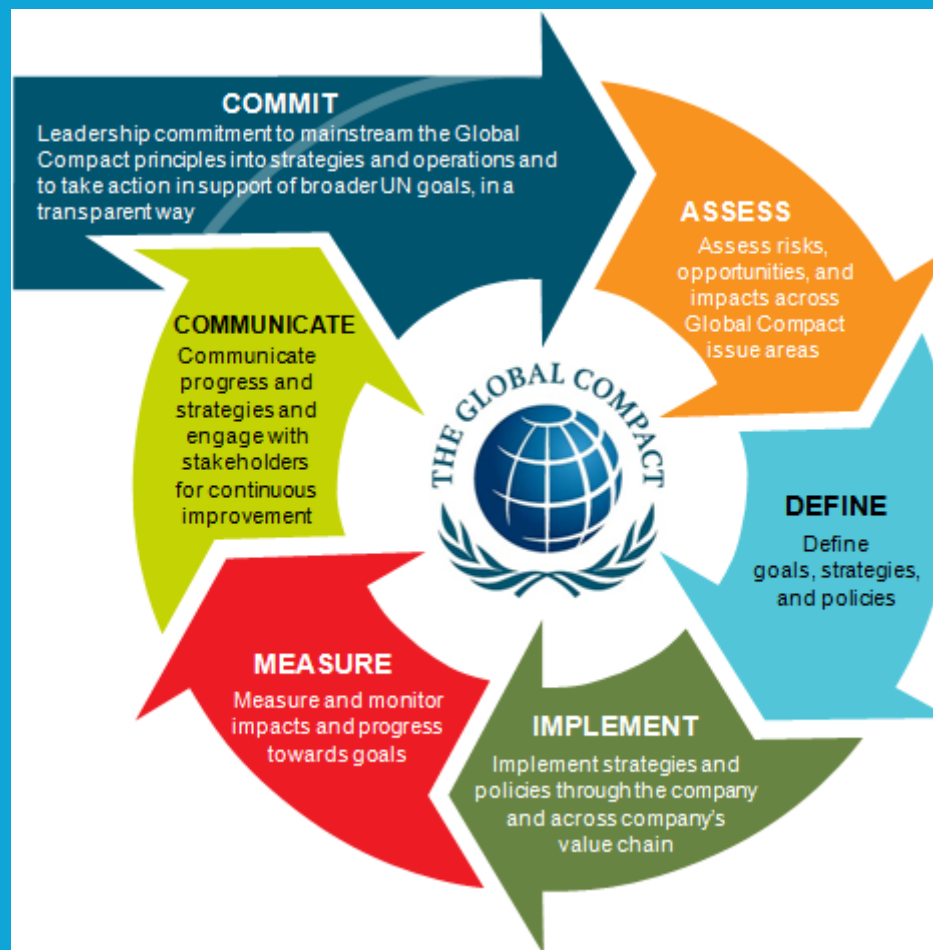 COMMIT
Leadership commitment to mainstream the Global
Compact principles into strategies and operations and
to take action in support of broader UN goals, in a
transparent way
ASSESS
Assess risks,
opportunities, and
impacts across
Global Compact
issue areas
DEFINE
Define
goals, strategies,
and policies
IMPLEMENT
Implement strategies and
policies through the company
and across company's
value chain
MEASURE
Measure and monitor
impacts and progress
towards goals
COMMUNICATE
Communicate
progress and
strategies and
engage with
stakeholders
for continuous
improvement
THE GLOBAL COMPACT